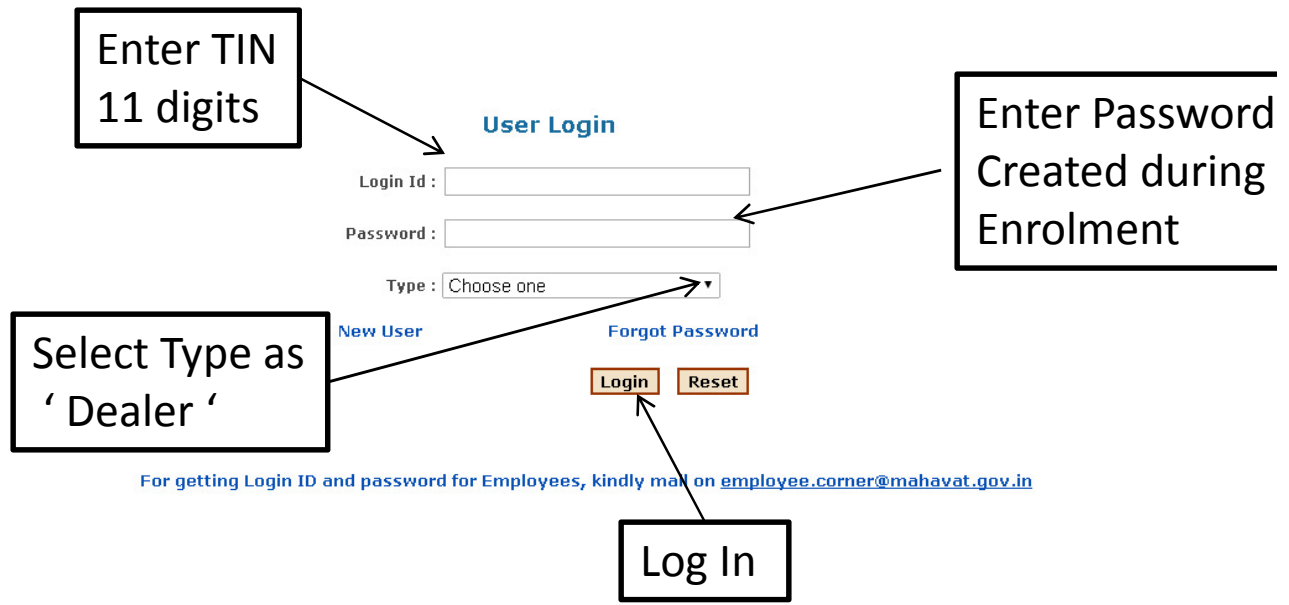 Enter TIN
11 digits
User Login
Enter Password
Created during
Enrolment
Login Id :
Password :
Type : Choose one
Select Type as
‘ Dealer ‘
New User
Forgot Password
Login
Reset
For getting Login ID and password for Employees, kindly mail on employee.corner@mahavat.gov.in
Log In